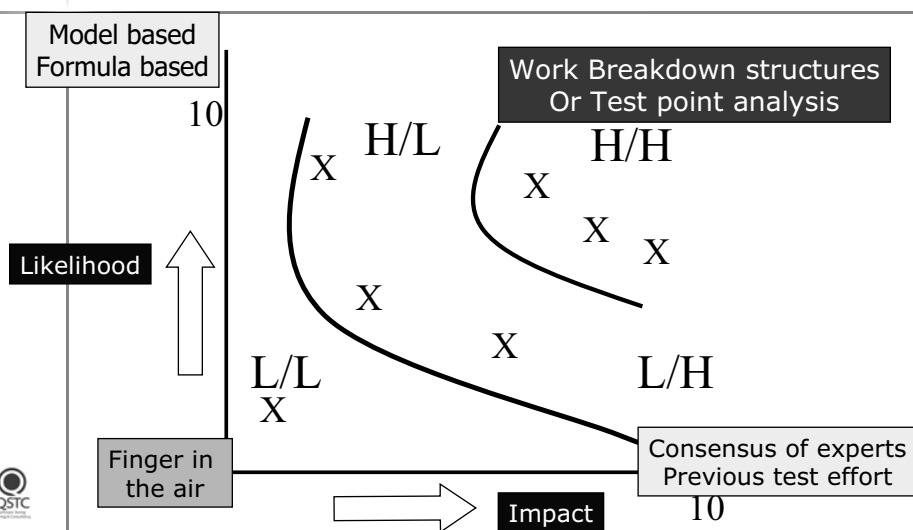 Model based
Formula based
Work Breakdown structures
Or Test point analysis
10
H/L
H/H
X
X
X
X
Likelihood
X
X
L/L
L/H
X
Finger in
the air
Consensus of experts
Previous test effort
Impact
10
QSTC